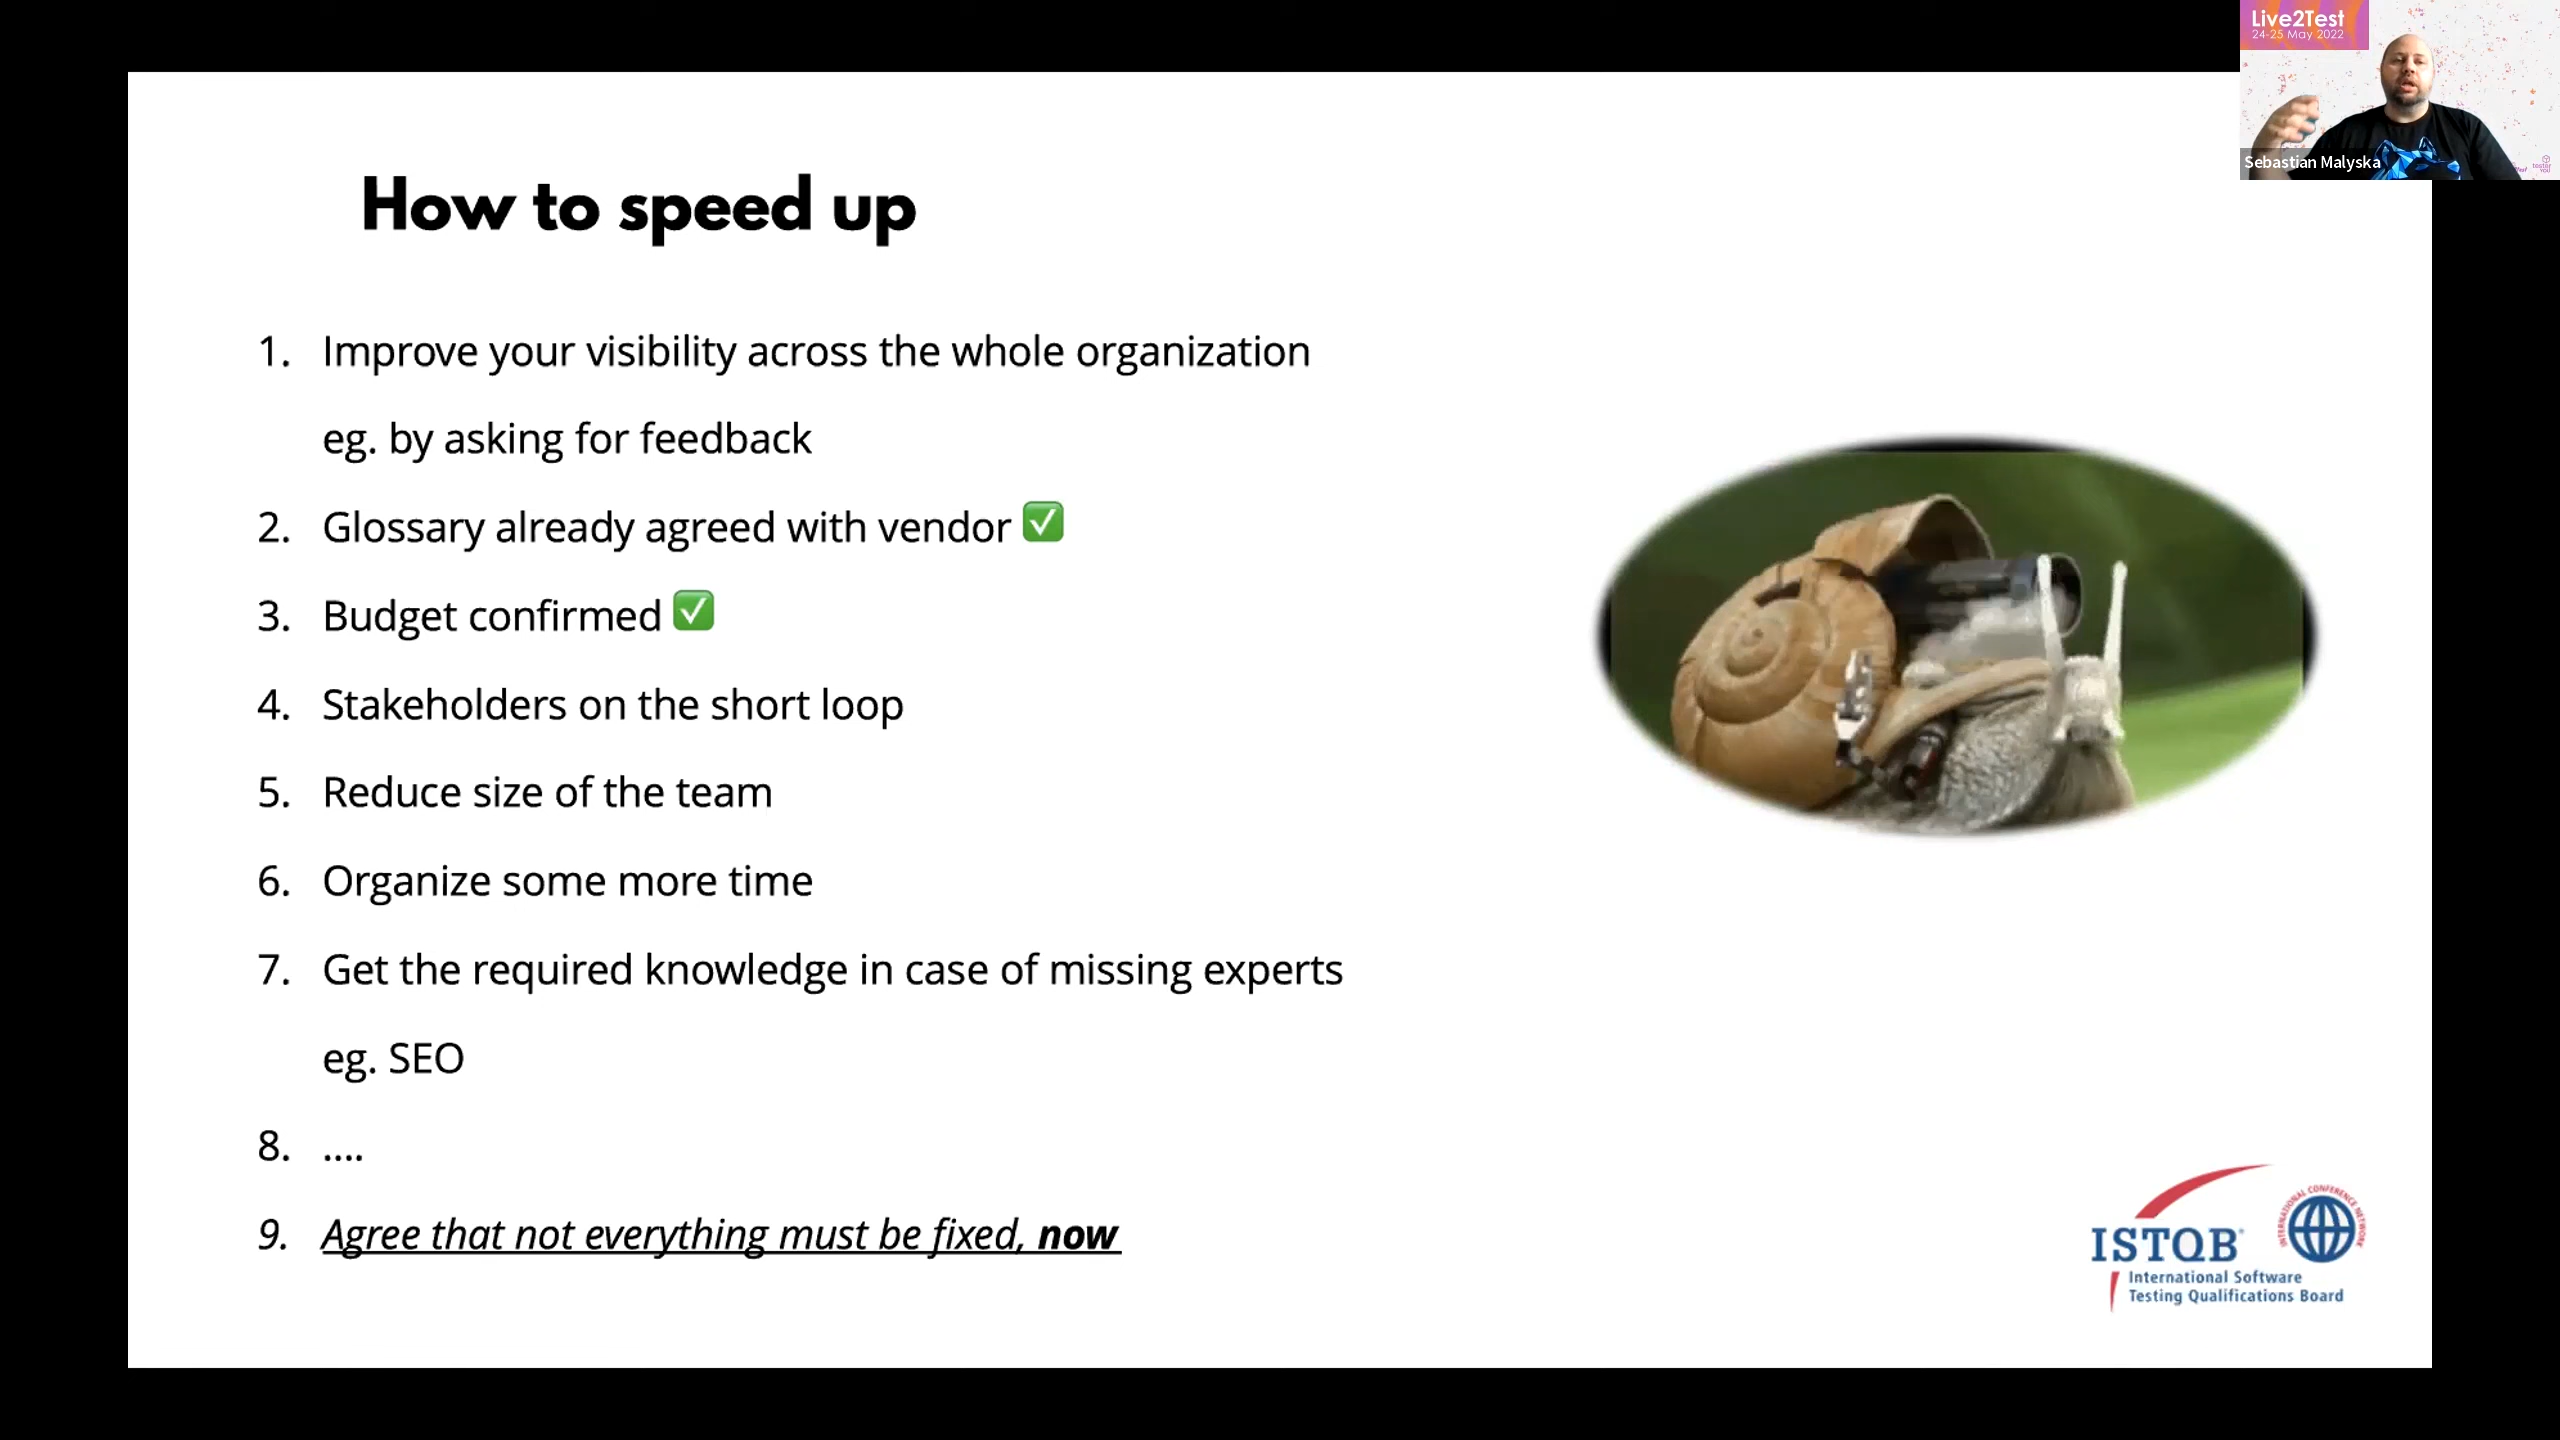 Live2Test
24-25 May 2022
Sebastian Malyska
How to speed up
1. Improve your visibility across the whole organization
eg. by asking for feedback
2. Glossary already agreed with vendor ✅
3. Budget confirmed ✅
4. Stakeholders on the short loop
5. Reduce size of the team
6. Organize some more time
7. Get the required knowledge in case of missing experts
eg. SEO
8. ....
9. Agree that not everything must be fixed, now
ISTQB®
INTERNATIONAL CONFERENCE NETWORK
International Software
Testing Qualifications Board